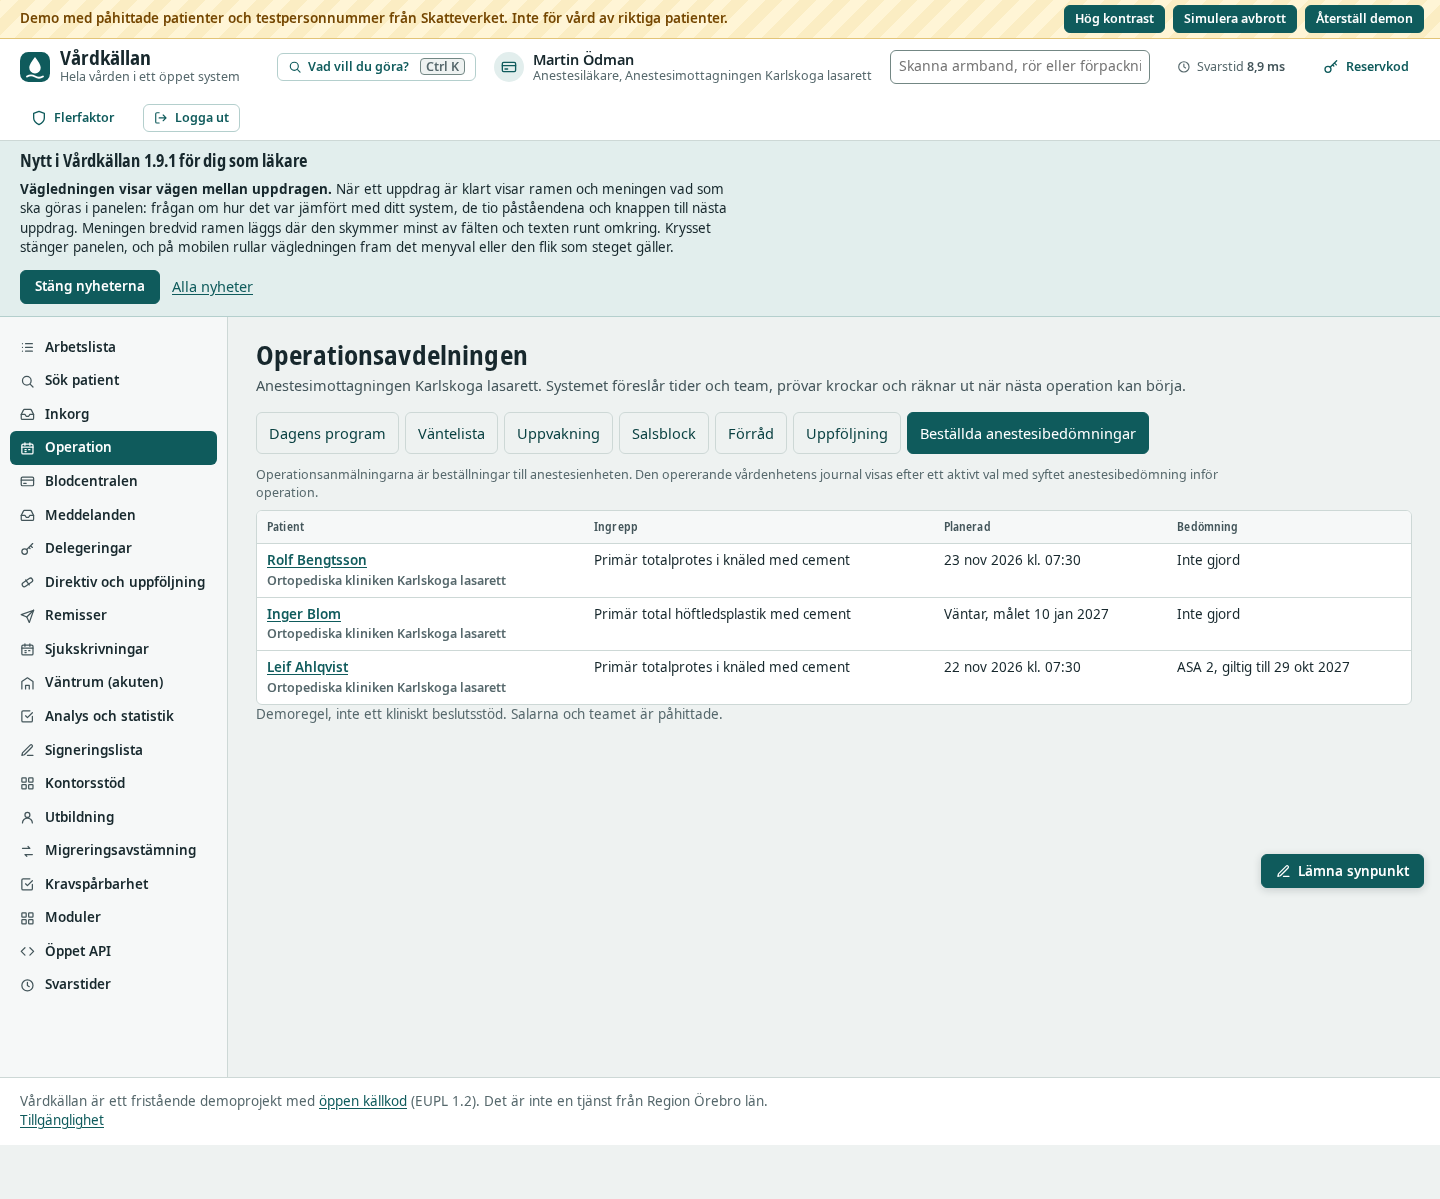 Demo med påhittade patienter och testpersonnummer från Skatteverket. Inte för vård av riktiga patienter.
Hög kontrast
Simulera avbrott
Återställ demon
Vårdkällan
Hela vården i ett öppet system
Vad vill du göra? Ctrl K
Martin Ödman
Anestesiläkare, Anestesimottagningen Karlskoga lasarett
Skanna armband, rör eller förpackni
Svarstid 8,9 ms
Reservkod
Flerfaktor
Logga ut
Nytt i Vårdkällan 1.9.1 för dig som läkare
Vägledningen visar vägen mellan uppdragen. När ett uppdrag är klart visar ramen och meningen vad som
ska göras i panelen: frågan om hur det var jämfört med ditt system, de tio påståendena och knappen till nästa
uppdrag. Meningen bredvid ramen läggs där den skymmer minst av fälten och texten runt omkring. Krysset
stänger panelen, och på mobilen rullar vägledningen fram det menyval eller den flik som steget gäller.
Stäng nyheterna
Alla nyheter
Arbetslista
Sök patient
Inkorg
Operation
Blodcentralen
Meddelanden
Delegeringar
Direktiv och uppföljning
Remisser
Sjukskrivningar
Väntrum (akuten)
Analys och statistik
Signeringslista
Kontorsstöd
Utbildning
Migreringsavstämning
Kravspårbarhet
Moduler
Öppet API
Svarstider
Operationsavdelningen
Anestesimottagningen Karlskoga lasarett. Systemet föreslår tider och team, prövar krockar och räknar ut när nästa operation kan börja.
Dagens program
Väntelista
Uppvakning
Salsblock
Förråd
Uppföljning
Beställda anestesibedömningar
Operationsanmälningarna är beställningar till anestesienheten. Den opererande vårdenhetens journal visas efter ett aktivt val med syftet anestesibedömning inför
operation.
Patient Ingrepp Planerad Bedömning
Rolf Bengtsson Primär totalprotes i knäled med cement 23 nov 2026 kl. 07:30 Inte gjord
Ortopediska kliniken Karlskoga lasarett
Inger Blom Primär total höftledsplastik med cement Väntar, målet 10 jan 2027 Inte gjord
Ortopediska kliniken Karlskoga lasarett
Leif Ahlqvist Primär totalprotes i knäled med cement 22 nov 2026 kl. 07:30 ASA 2, giltig till 29 okt 2027
Ortopediska kliniken Karlskoga lasarett
Demoregel, inte ett kliniskt beslutsstöd. Salarna och teamet är påhittade.
Lämna synpunkt
Vårdkällan är ett fristående demoprojekt med öppen källkod (EUPL 1.2). Det är inte en tjänst från Region Örebro län.
Tillgänglighet